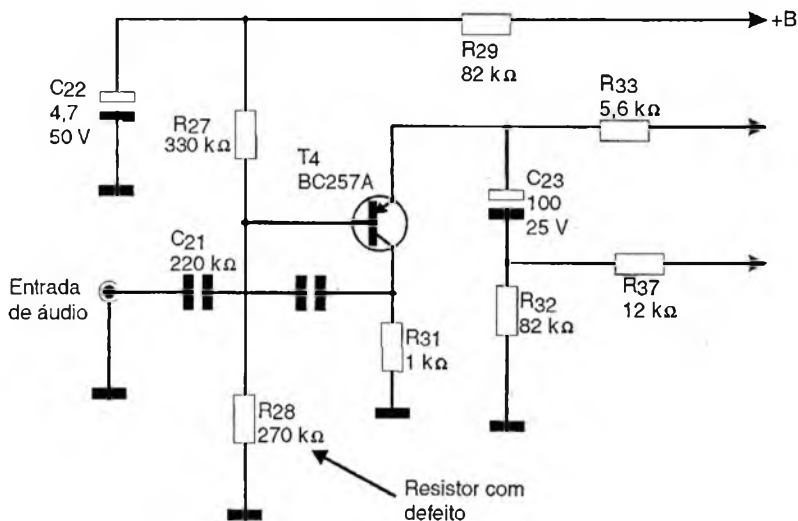 +B
R29
82 kΩ
C22
4,7
50 V
R33
5,6 kΩ
R27
330 kΩ
T4
BC257A
C23
100
25 V
C21
220 kΩ
Entrada
de áudio
R37
12 kΩ
R32
82 kΩ
R31
1 kΩ
R28
270 kΩ
Resistor com
defeito